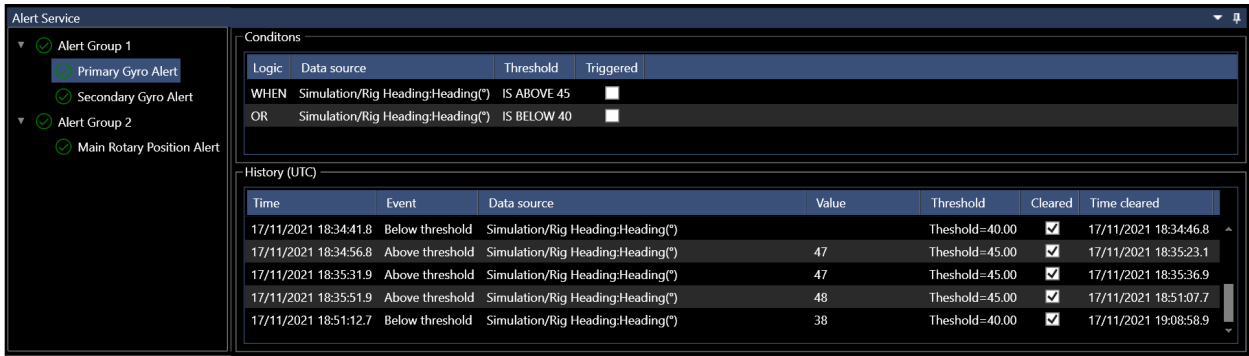 Alert Service
Alert Group 1
Primary Gyro Alert
Secondary Gyro Alert
Alert Group 2
Main Rotary Position Alert
Conditons
Logic Data source Threshold Triggered
WHEN Simulation/Rig Heading:Heading(°) IS ABOVE 45
OR Simulation/Rig Heading:Heading(°) IS BELOW 40
History (UTC)
Time Event Data source Value Threshold Cleared Time cleared
17/11/2021 18:34:41.8 Below threshold Simulation/Rig Heading:Heading(°) Theshold=40.00 17/11/2021 18:34:46.8
17/11/2021 18:34:56.8 Above threshold Simulation/Rig Heading:Heading(°) 47 Theshold=45.00 17/11/2021 18:35:23.1
17/11/2021 18:35:31.9 Above threshold Simulation/Rig Heading:Heading(°) 47 Theshold=45.00 17/11/2021 18:35:36.9
17/11/2021 18:35:51.9 Above threshold Simulation/Rig Heading:Heading(°) 48 Theshold=45.00 17/11/2021 18:51:07.7
17/11/2021 18:51:12.7 Below threshold Simulation/Rig Heading:Heading(°) 38 Theshold=40.00 17/11/2021 19:08:58.9